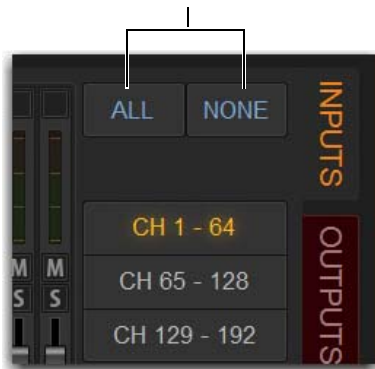 ALL NONE
INPUTS
CH 1 - 64
CH 65 - 128
CH 129 - 192
M M
S S
OUTPUTS